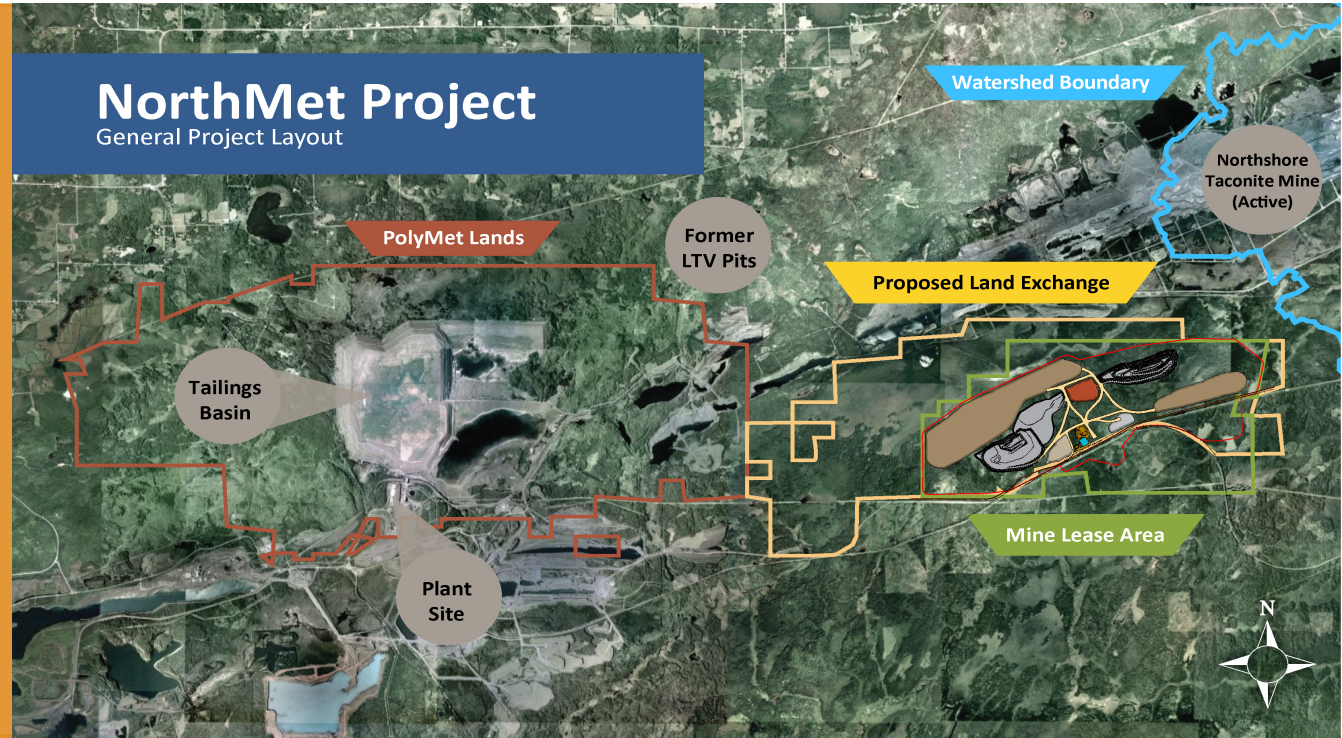 NorthMet Project
General Project Layout
Watershed Boundary
Northshore
Taconite Mine
(Active)
PolyMet Lands
Former
LTV Pits
Proposed Land Exchange
Tailings
Basin
Mine Lease Area
Plant
Site
N